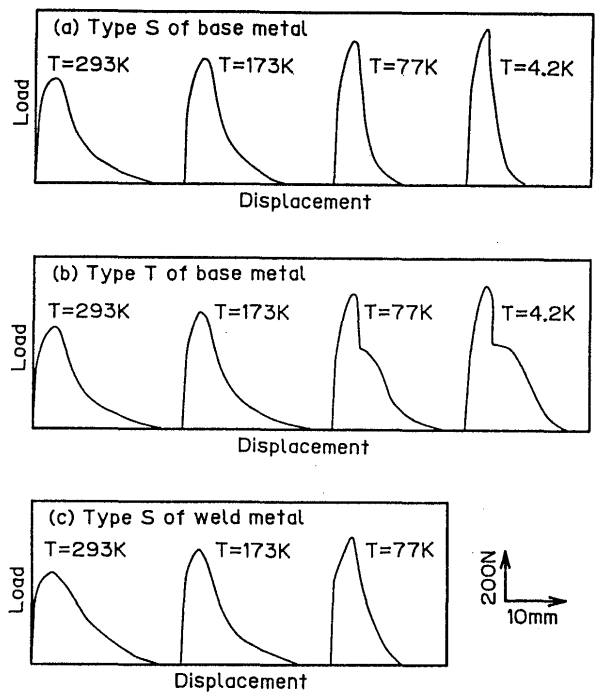 (a) Type S of base metal
T=293K T=173K T=77K T=4.2K
Load
Displacement
(b) Type T of base metal
T=293K T=173K T=77K T=4.2K
Load
Displacement
(c) Type S of weld metal
T=293K T=173K T=77K
Load
Displacement
200N
10mm